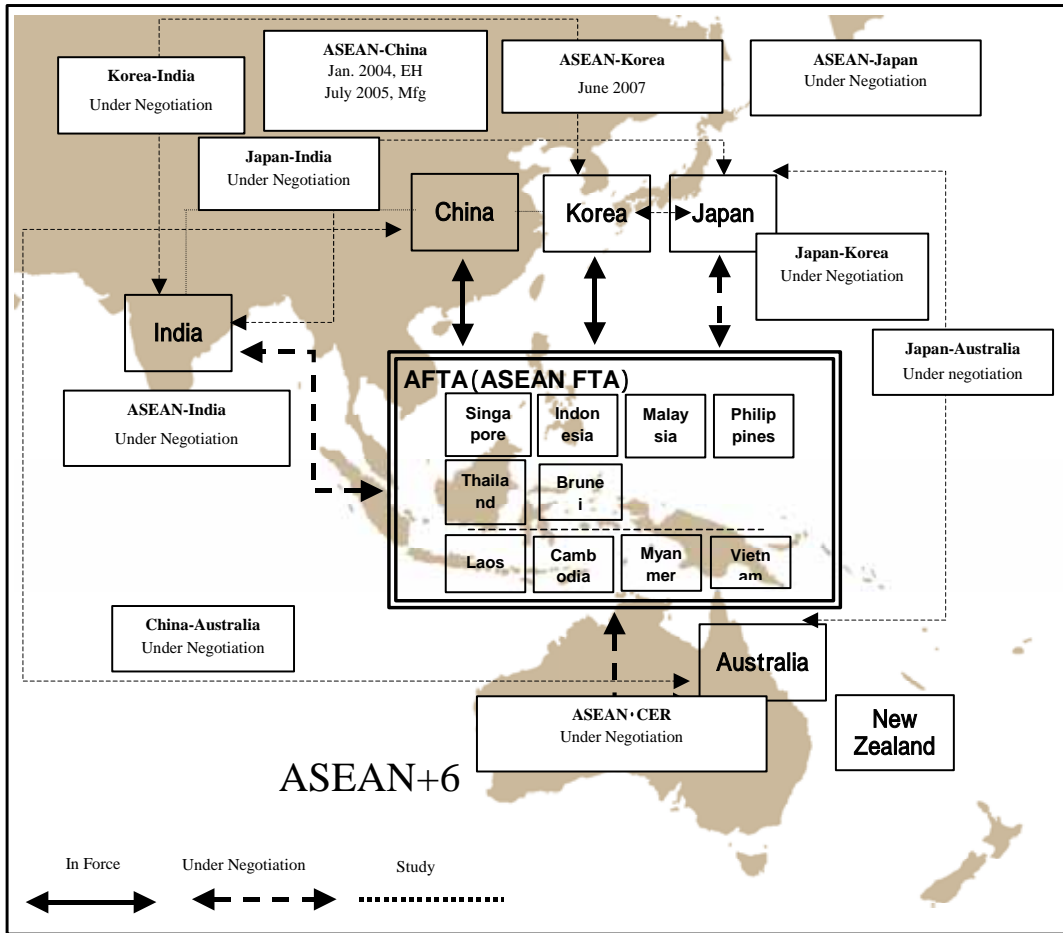 ASEAN-China
Jan. 2004, EH
July 2005, Mfg
ASEAN-Korea
June 2007
ASEAN-Japan
Under Negotiation
Korea-India
Under Negotiation
Japan-India
Under Negotiation
China
Korea
Japan
Japan-Korea
Under Negotiation
India
Japan-Australia
Under negotiation
ASEAN-India
Under Negotiation
AFTA(ASEAN FTA)
Singa
pore
Indon
esia
Malay
sia
Philip
pines
Thaila
nd
Brune
i
Laos
Camb
odia
Myan
mer
Vietn
am
China-Australia
Under Negotiation
Australia
ASEAN・CER
Under Negotiation
New
Zealand
ASEAN+6
In Force
Under Negotiation
Study